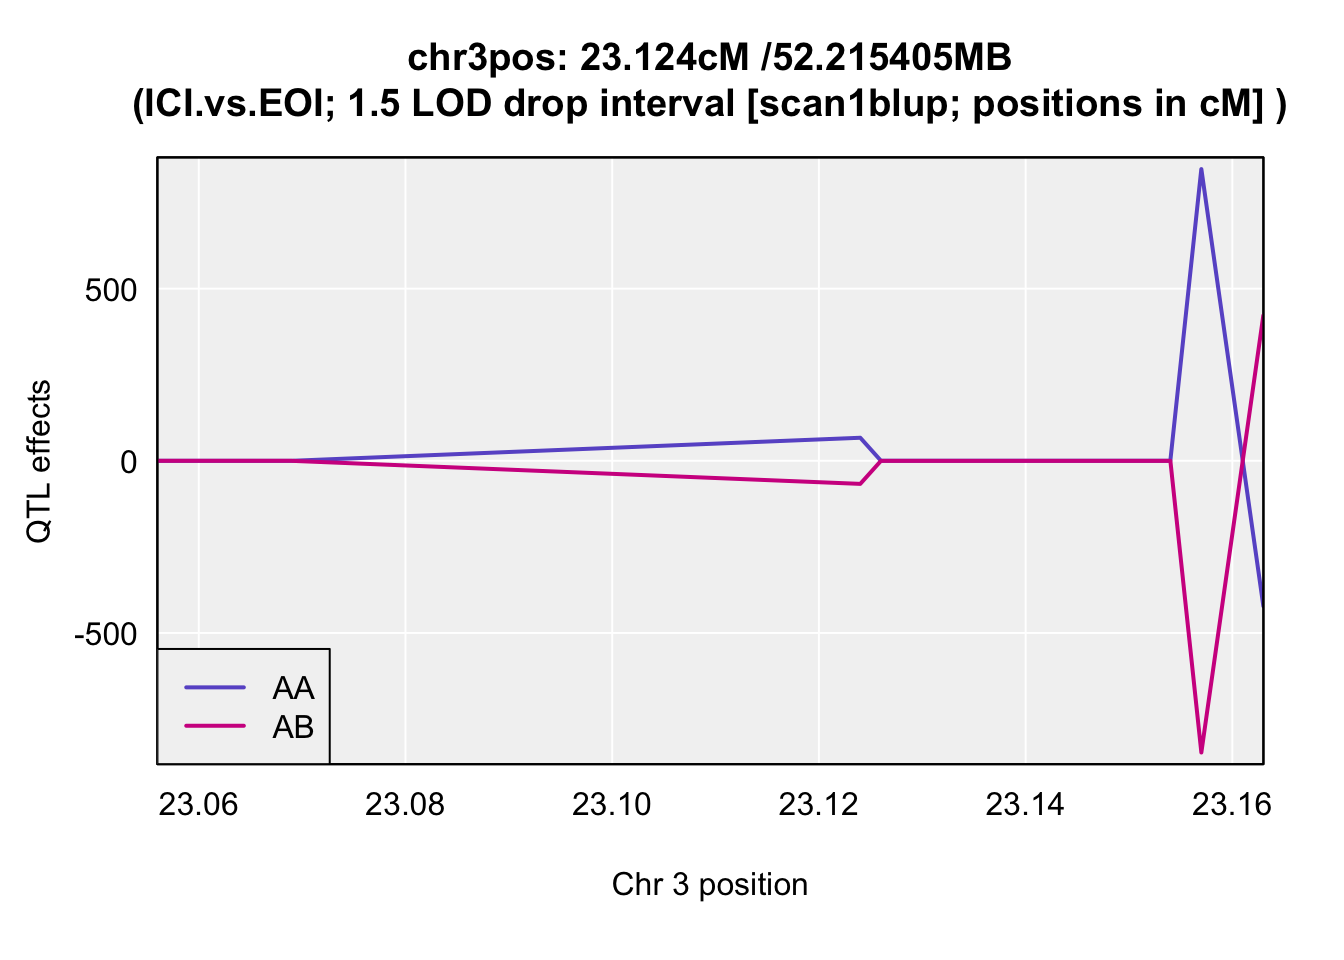 chr3pos: 23.124cM /52.215405MB
(ICI.vs.EOI; 1.5 LOD drop interval [scan1blup; positions in cM] )
QTL effects
500
0
-500
AA
AB
23.06 23.08 23.10 23.12 23.14 23.16
Chr 3 position